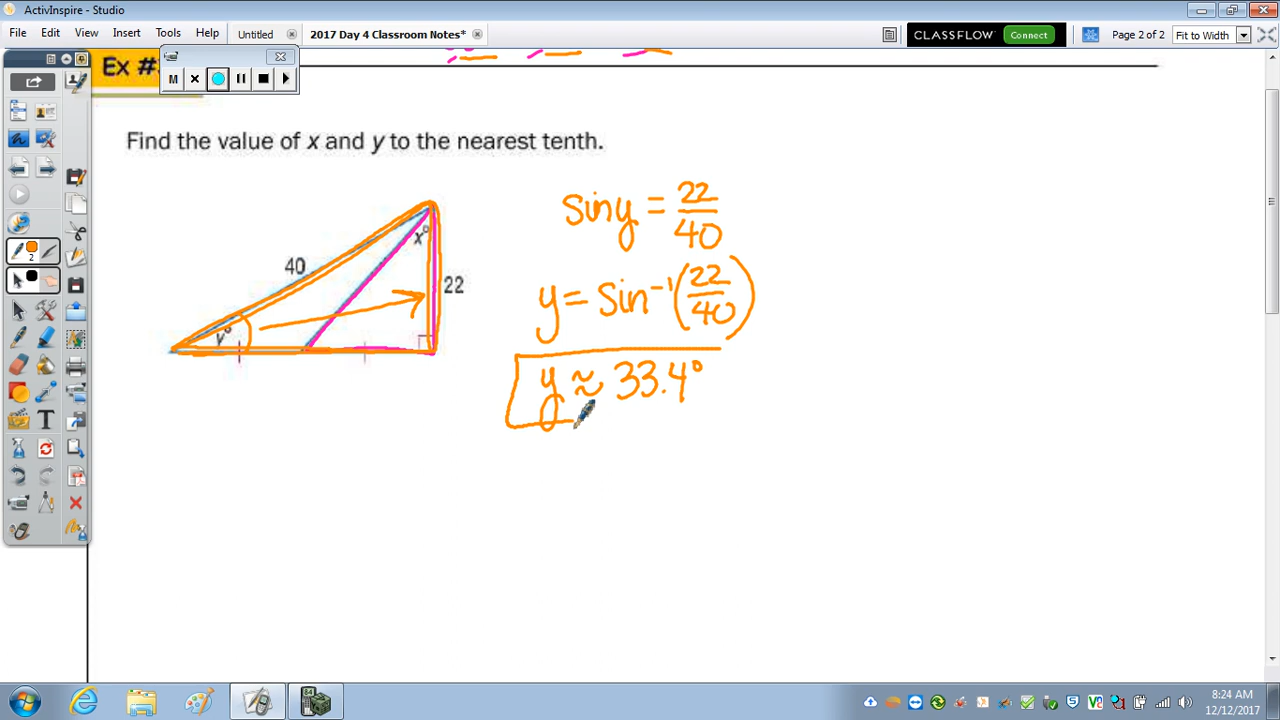 ActivInspire - Studio
File Edit View Insert Tools Help
Untitled
2017 Day 4 Classroom Notes*
CLASSFLOW Connect
Page 2 of 2
Fit to Width
Ex #
M
2
Find the value of x and y to the nearest tenth.
40
x°
22
y°
sin y = 22/40
y = sin⁻¹(22/40)
y ≈ 33.4°
8:24 AM
12/12/2017